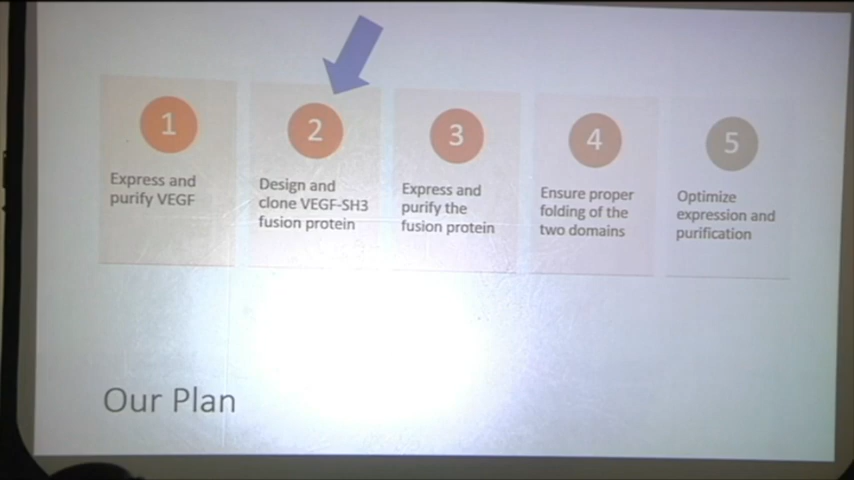 1
Express and
purify VEGF
2
Design and
clone VEGF-SH3
fusion protein
3
Express and
purify the
fusion protein
4
Ensure proper
folding of the
two domains
5
Optimize
expression and
purification
Our Plan